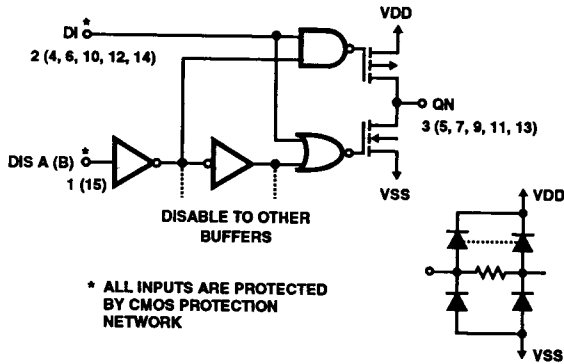 VDD
DI *
2 (4, 6, 10, 12, 14)
QN
3 (5, 7, 9, 11, 13)
*
DIS A (B)
1 (15)
VSS
DISABLE TO OTHER
BUFFERS
VDD
* ALL INPUTS ARE PROTECTED
BY CMOS PROTECTION
NETWORK
VSS